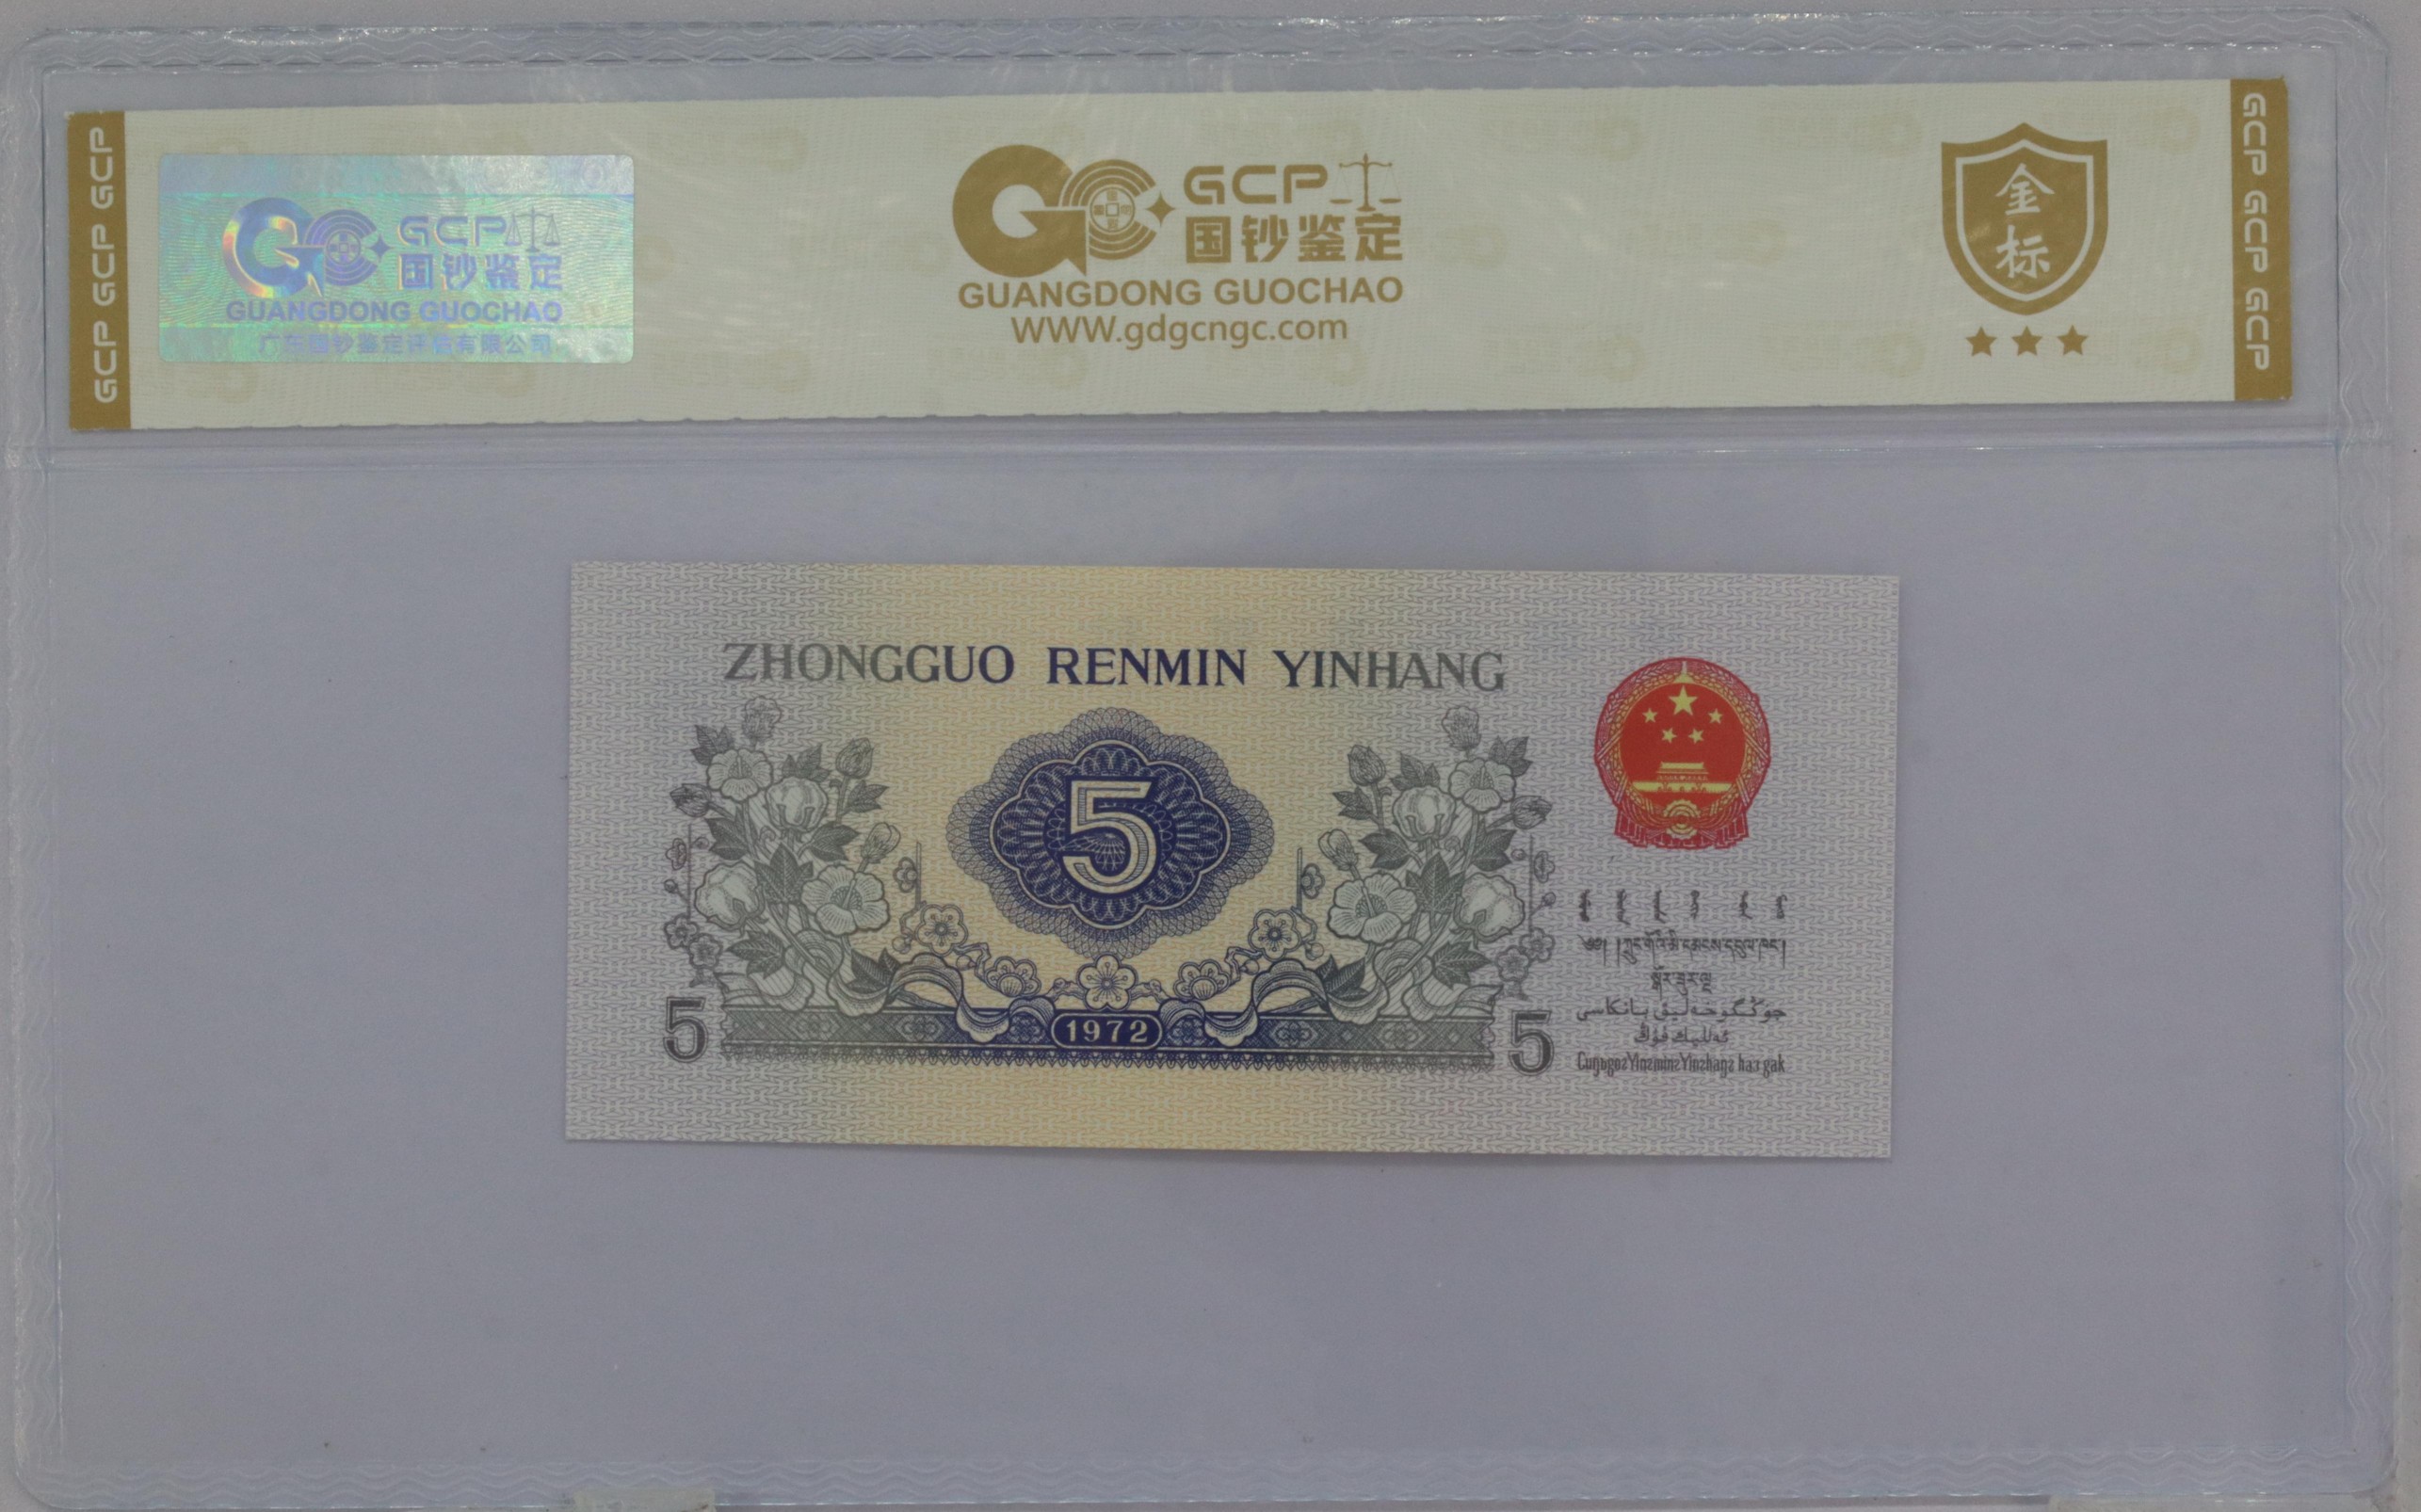 GCP GCP GCP
GCP
国钞鉴定
GUANGDONG GUOCHAO
广东国钞鉴定评估有限公司
GCP
国钞鉴定
GUANGDONG GUOCHAO
WWW.gdgcngc.com
金
标
GCP GCP GCP
ZHONGGUO RENMIN YINHANG
5
1972
5
5